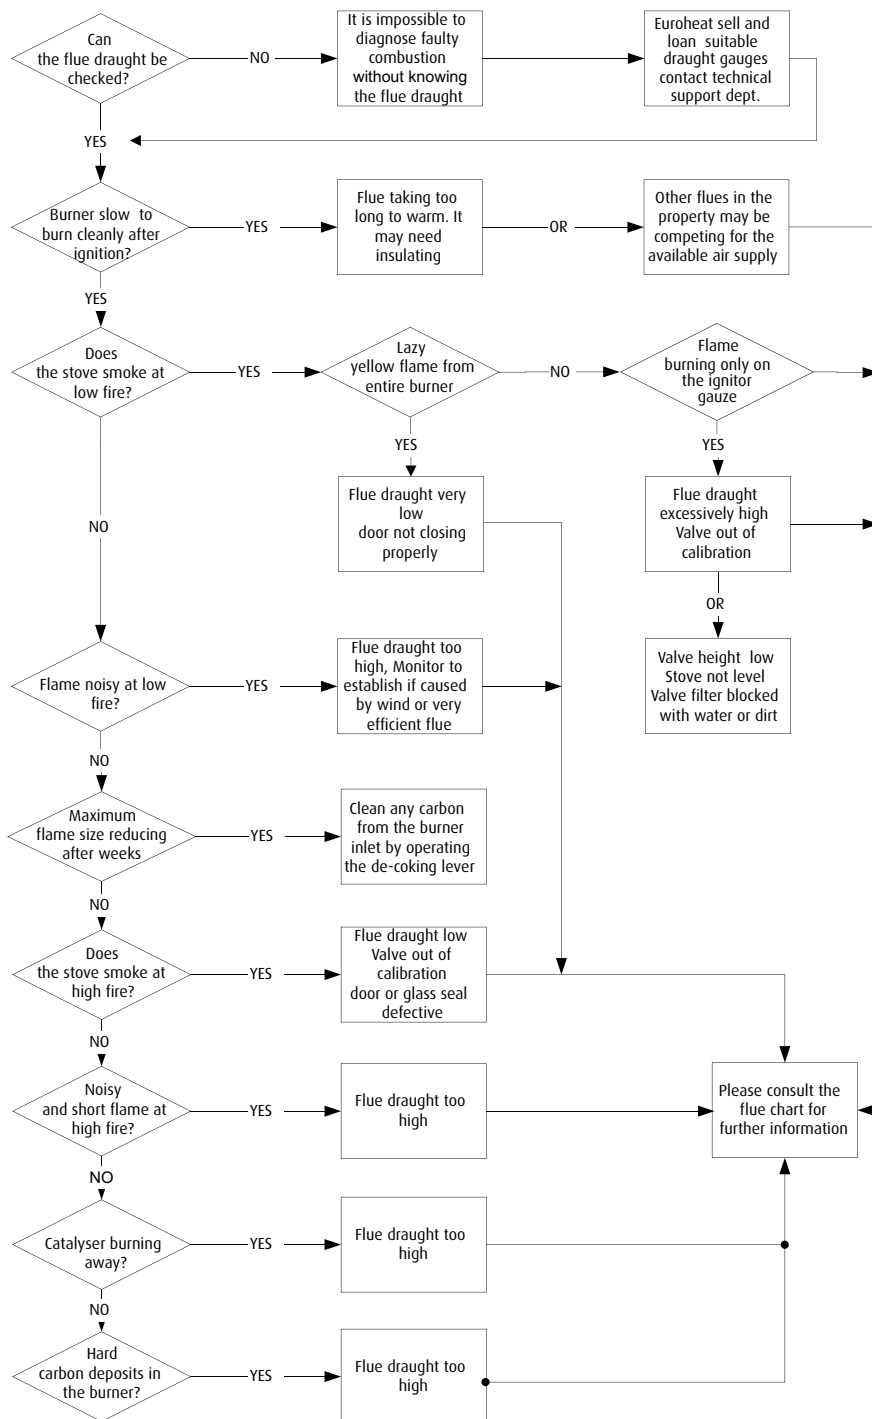 Can
the flue draught be
checked?
NO
It is impossible to
diagnose faulty
combustion
without knowing
the flue draught
Euroheat sell and
loan suitable
draught gauges
contact technical
support dept.
YES
Burner slow to
burn cleanly after
ignition?
YES
Flue taking too
long to warm. It
may need
insulating
OR
Other flues in the
property may be
competing for the
available air supply
YES
Does
the stove smoke at
low fire?
YES
Lazy
yellow flame from
entire burner
NO
Flame
burning only on
the ignitor
gauze
YES
YES
NO
Flue draught very
low
door not closing
properly
Flue draught
excessively high
Valve out of
calibration
OR
Flame noisy at low
fire?
YES
Flue draught too
high, Monitor to
establish if caused
by wind or very
efficient flue
Valve height low
Stove not level
Valve filter blocked
with water or dirt
NO
Maximum
flame size reducing
after weeks
YES
Clean any carbon
from the burner
inlet by operating
the de-coking lever
NO
Does
the stove smoke at
high fire?
YES
Flue draught low
Valve out of
calibration
door or glass seal
defective
NO
Noisy
and short flame at
high fire?
YES
Flue draught too
high
Please consult the
flue chart for
further information
NO
Catalyser burning
away?
YES
Flue draught too
high
NO
Hard
carbon deposits in
the burner?
YES
Flue draught too
high